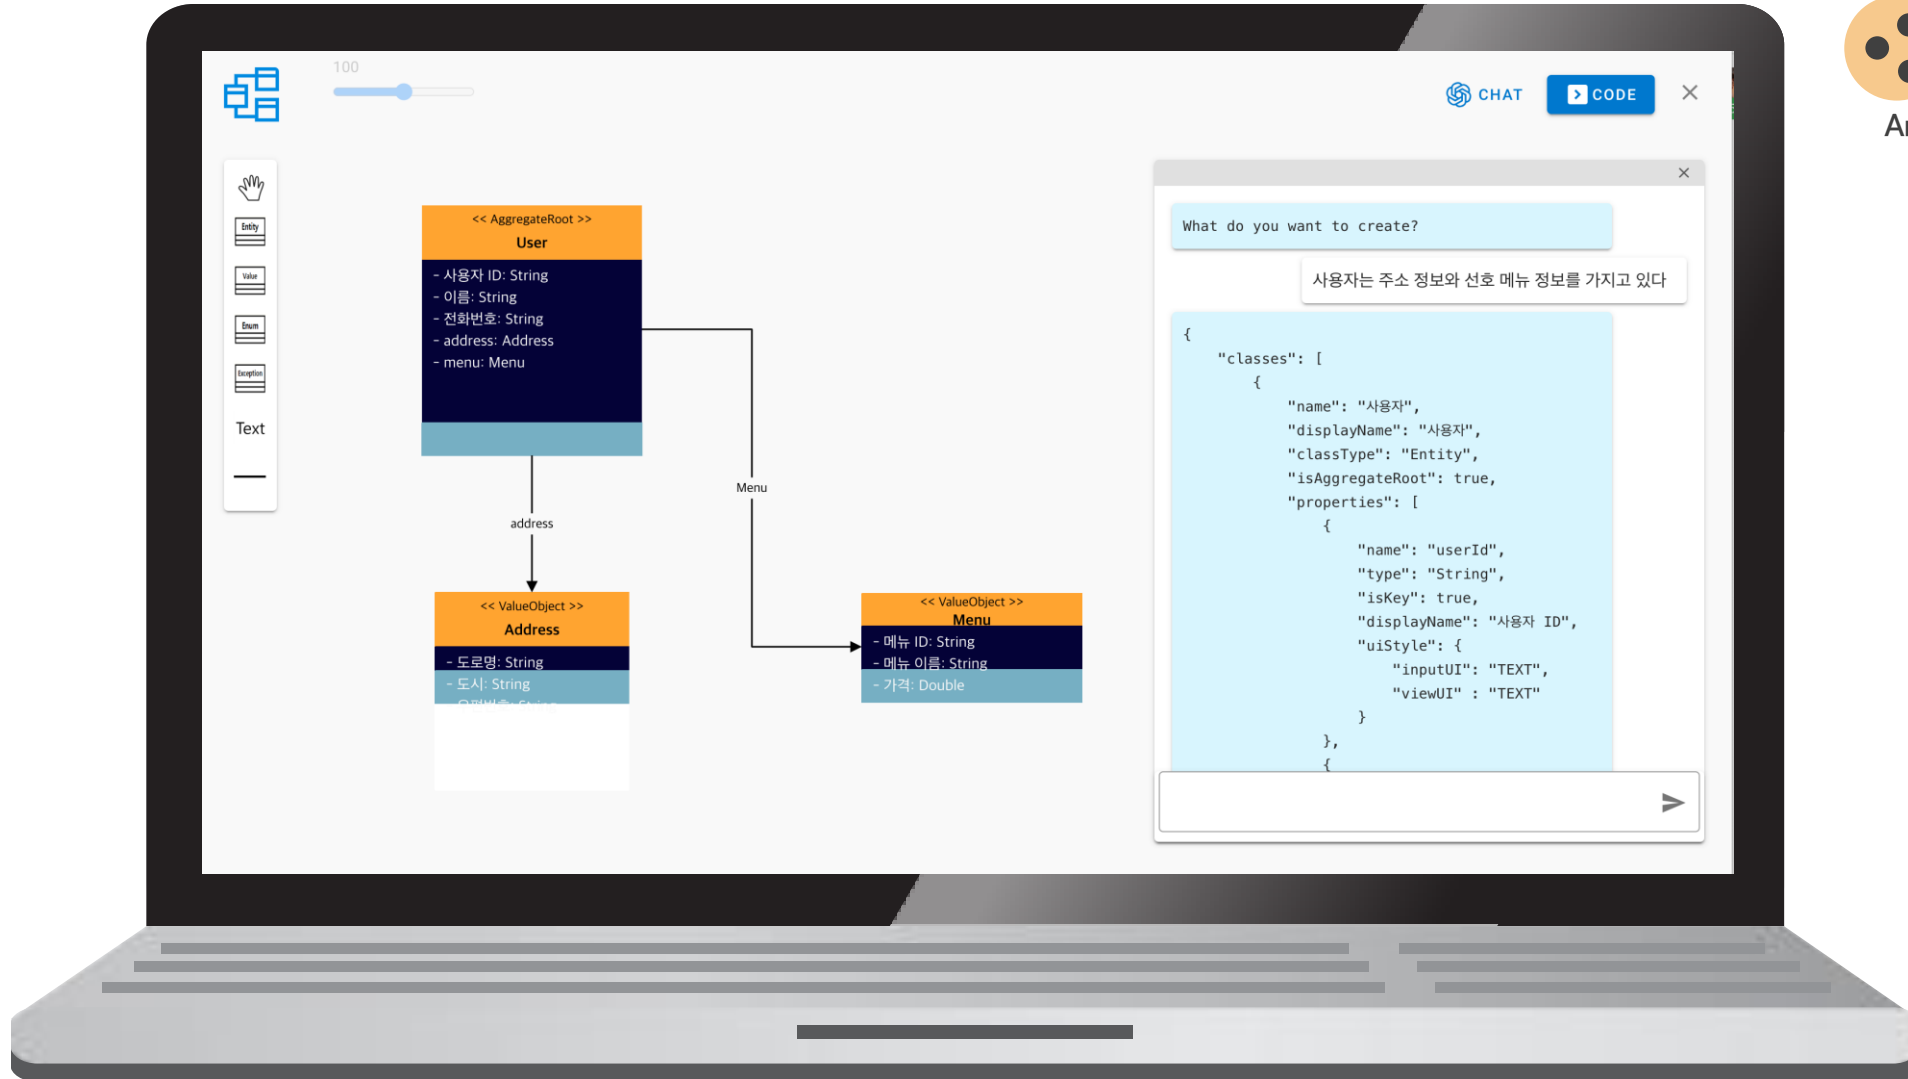 100
CHAT
CODE
Entity
Value
Enum
Exception
Text
<< AggregateRoot >>
User
- 사용자 ID: String
- 이름: String
- 전화번호: String
- address: Address
- menu: Menu
address
Menu
<< ValueObject >>
Address
- 도로명: String
- 도시: String
- 우편번호: String
<< ValueObject >>
Menu
- 메뉴 ID: String
- 메뉴 이름: String
- 가격: Double
What do you want to create?
사용자는 주소 정보와 선호 메뉴 정보를 가지고 있다
{
"classes": [
{
"name": "사용자",
"displayName": "사용자",
"classType": "Entity",
"isAggregateRoot": true,
"properties": [
{
"name": "userId",
"type": "String",
"isKey": true,
"displayName": "사용자 ID",
"uiStyle": {
"inputUI": "TEXT",
"viewUI" : "TEXT"
}
},
{